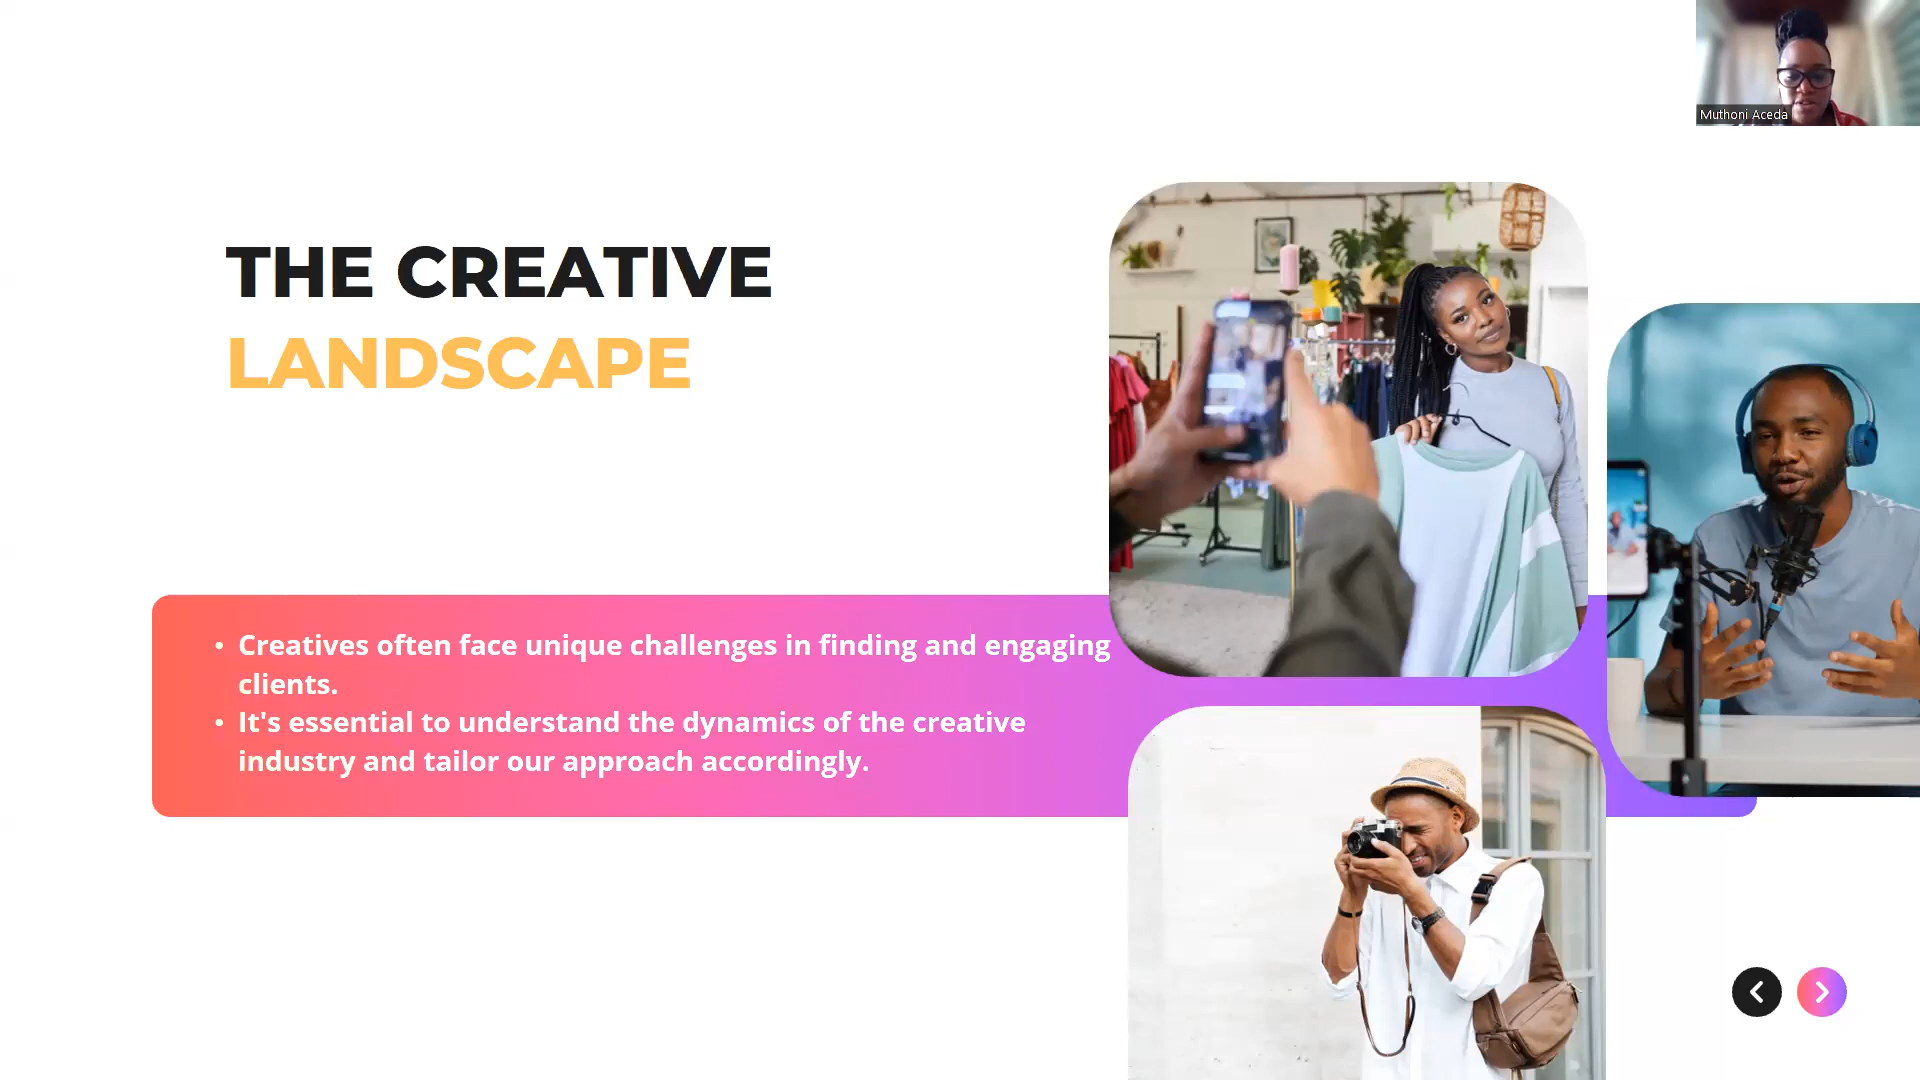 Muthoni Aceda
THE CREATIVE
LANDSCAPE
• Creatives often face unique challenges in finding and engaging
clients.
• It's essential to understand the dynamics of the creative
industry and tailor our approach accordingly.